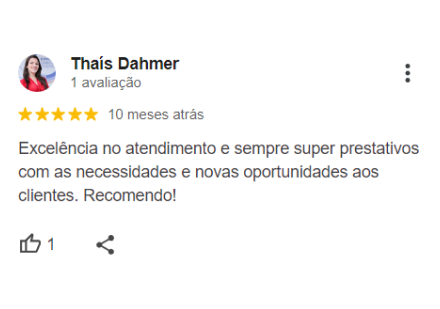 Thaís Dahmer
1 avaliação
10 meses atrás
Excelência no atendimento e sempre super prestativos
com as necessidades e novas oportunidades aos
clientes. Recomendo!
1